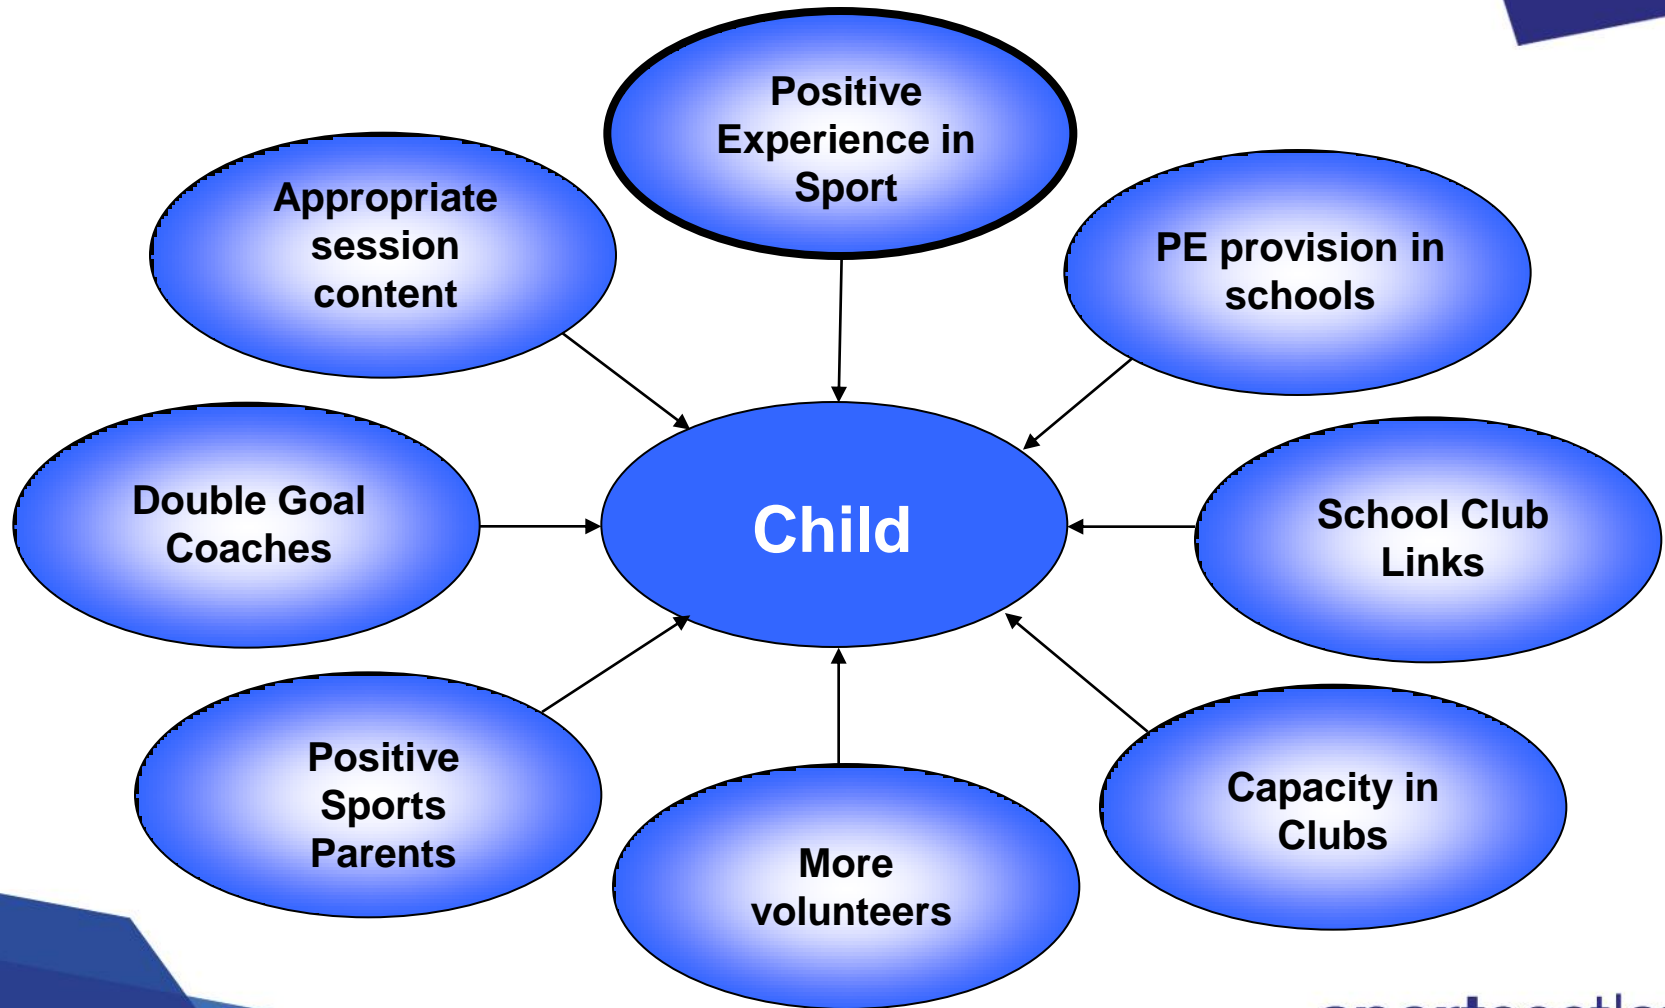 Positive
Experience in
Sport
Appropriate
session
content
PE provision in
schools
Double Goal
Coaches
Child
School Club
Links
Positive
Sports
Parents
Capacity in
Clubs
More
volunteers